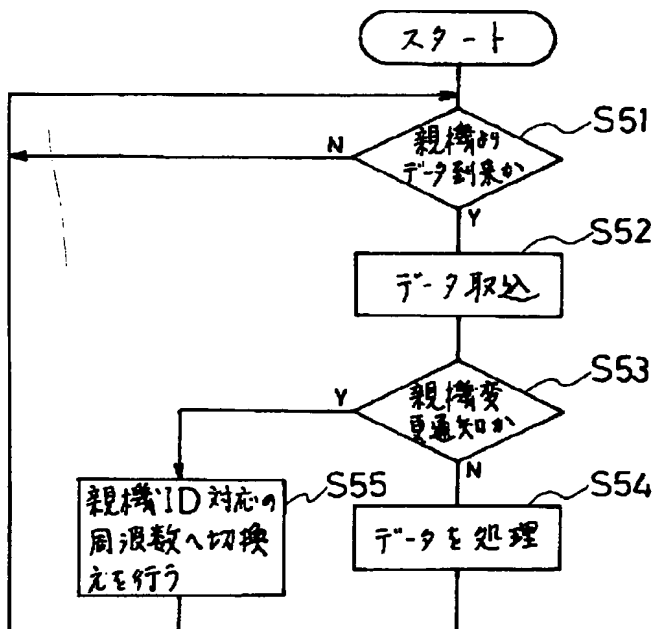 スタート
S51
親機より
データ到来か
N
Y
S52
データ取込
S53
親機変
更通知か
Y
N
S55
親機ID対応の
周波数へ切換
えを行う
S54
データを処理